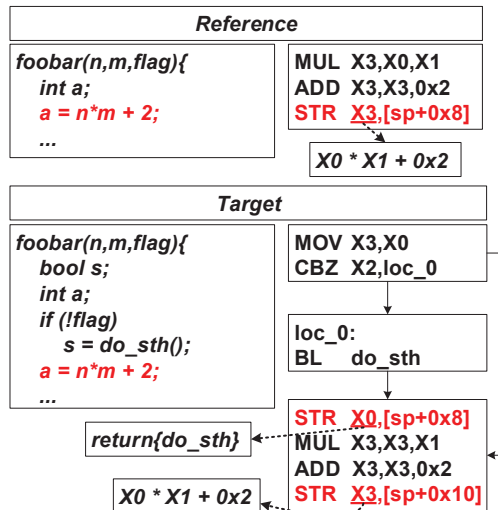 Reference
foobar(n,m,flag){
int a;
a = n*m + 2;
...
MUL X3,X0,X1
ADD X3,X3,0x2
STR X3,[sp+0x8]
X0 * X1 + 0x2
Target
foobar(n,m,flag){
bool s;
int a;
if (!flag)
s = do_sth();
a = n*m + 2;
...
MOV X3,X0
CBZ X2,loc_0
loc_0:
BL do_sth
STR X0,[sp+0x8]
MUL X3,X3,X1
ADD X3,X3,0x2
STR X3,[sp+0x10]
return{do_sth}
X0 * X1 + 0x2